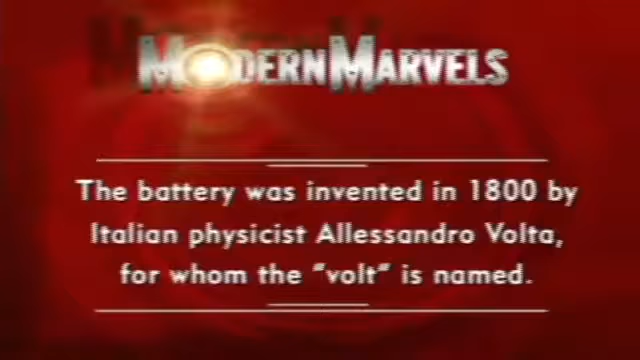 MODERN MARVELS
The battery was invented in 1800 by
Italian physicist Allessandro Volta,
for whom the "volt" is named.